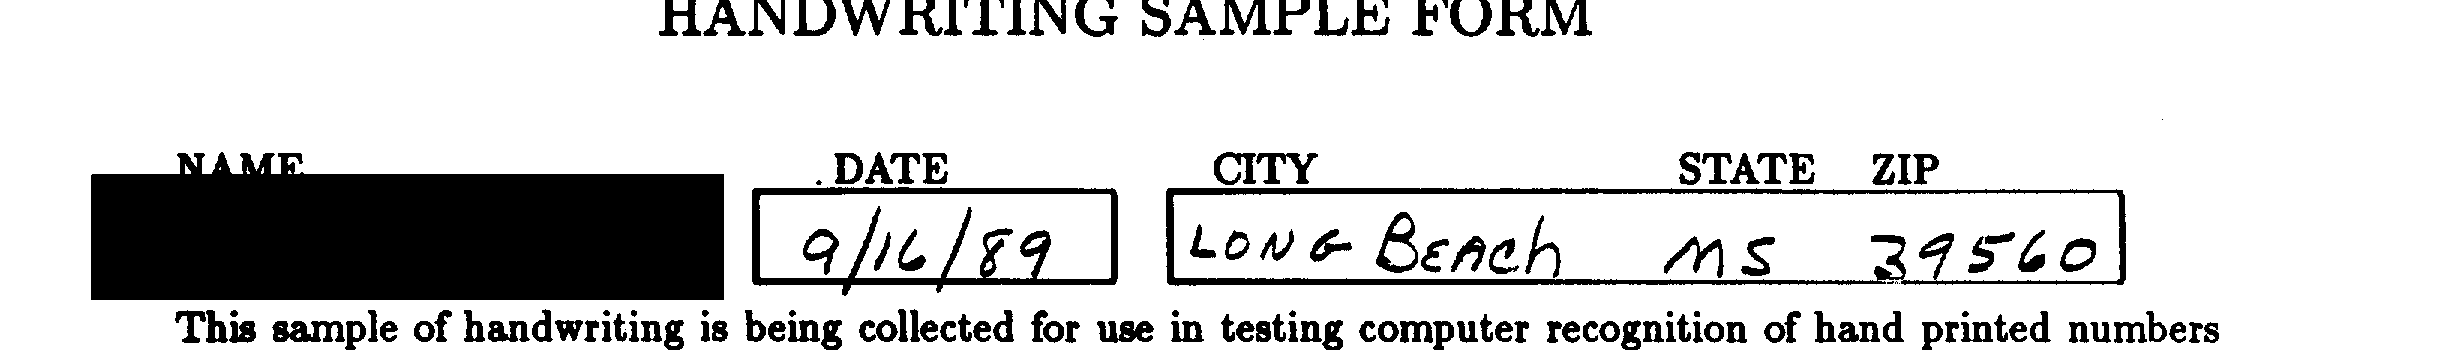 HANDWRITING SAMPLE FORM
NAME DATE CITY STATE ZIP
9/16/89 LONG BEACh MS 39560
This sample of handwriting is being collected for use in testing computer recognition of hand printed numbers